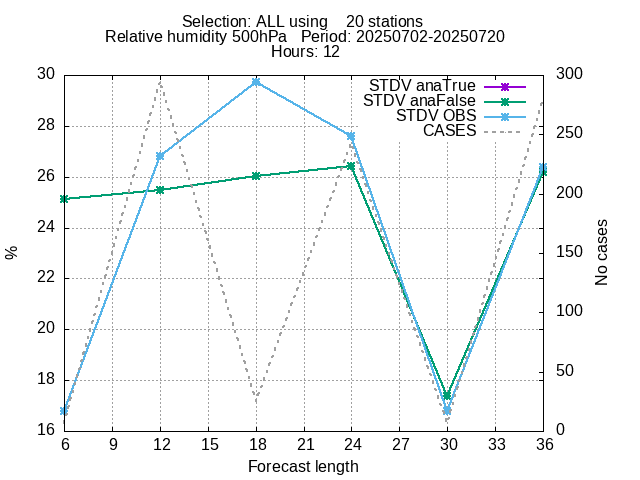 Selection: ALL using    20 stations
Relative humidity 500hPa   Period: 20250702-20250720
Hours: 12
STDV anaTrue
STDV anaFalse
STDV OBS
CASES
30
28
26
24
22
20
18
16
300
250
200
150
100
50
0
%
No cases
6 9 12 15 18 21 24 27 30 33 36
Forecast length